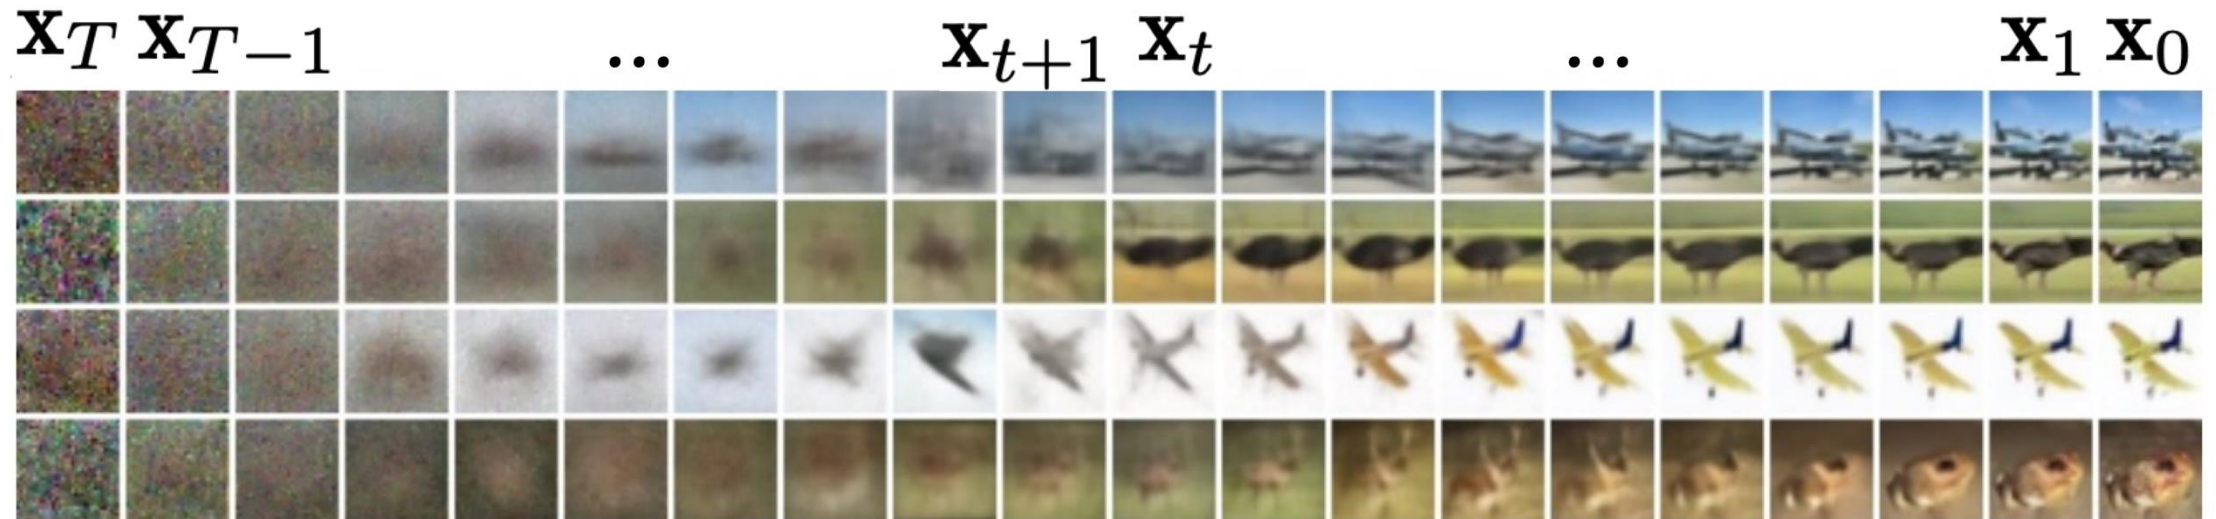 x_T x_{T−1} ... x_{t+1} x_t ... x_1 x_0